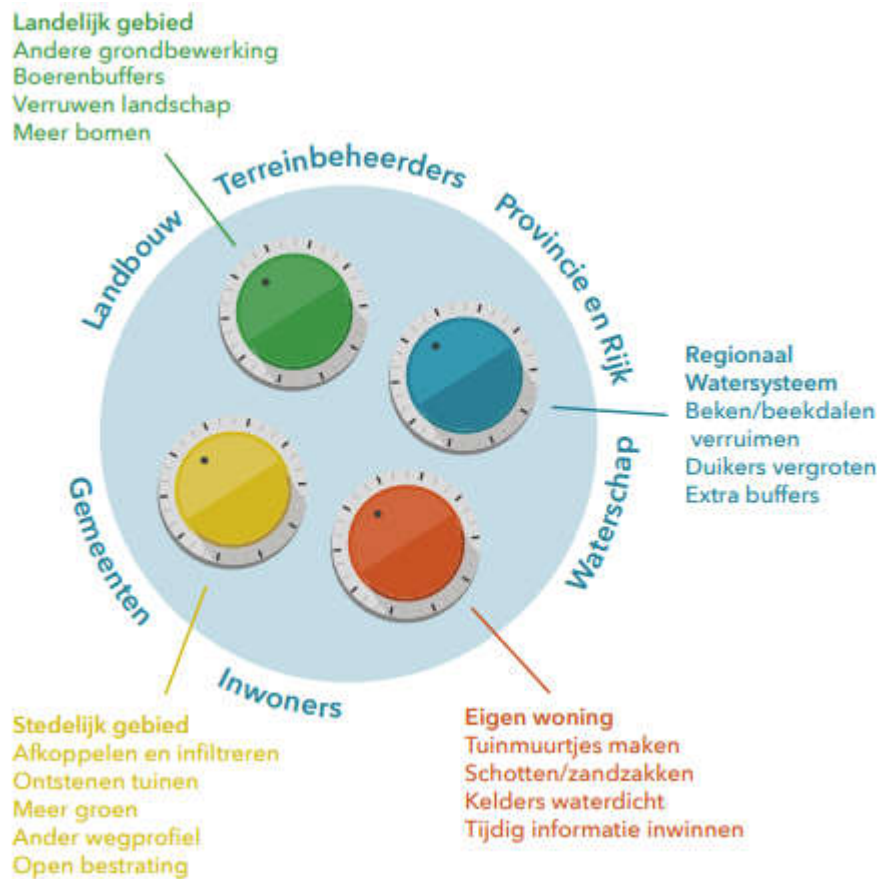 Landelijk gebied
Andere grondbewerking
Boerenbuffers
Verruwen landschap
Meer bomen
Landbouw
Terreinbeheerders
Provincie en Rijk
Waterschap
Gemeenten
Inwoners
Regionaal
Watersysteem
Beken/beekdalen
verruimen
Duikers vergroten
Extra buffers
Stedelijk gebied
Afkoppelen en infiltreren
Ontstenen tuinen
Meer groen
Ander wegprofiel
Open bestrating
Eigen woning
Tuinmuurtjes maken
Schotten/zandzakken
Kelders waterdicht
Tijdig informatie inwinnen